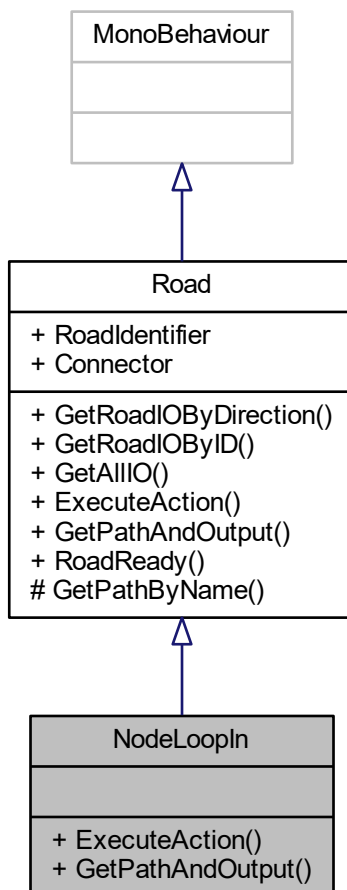 MonoBehaviour
Road
+ RoadIdentifier
+ Connector
+ GetRoadIOByDirection()
+ GetRoadIOByID()
+ GetAllIO()
+ ExecuteAction()
+ GetPathAndOutput()
+ RoadReady()
# GetPathByName()
NodeLoopIn
+ ExecuteAction()
+ GetPathAndOutput()